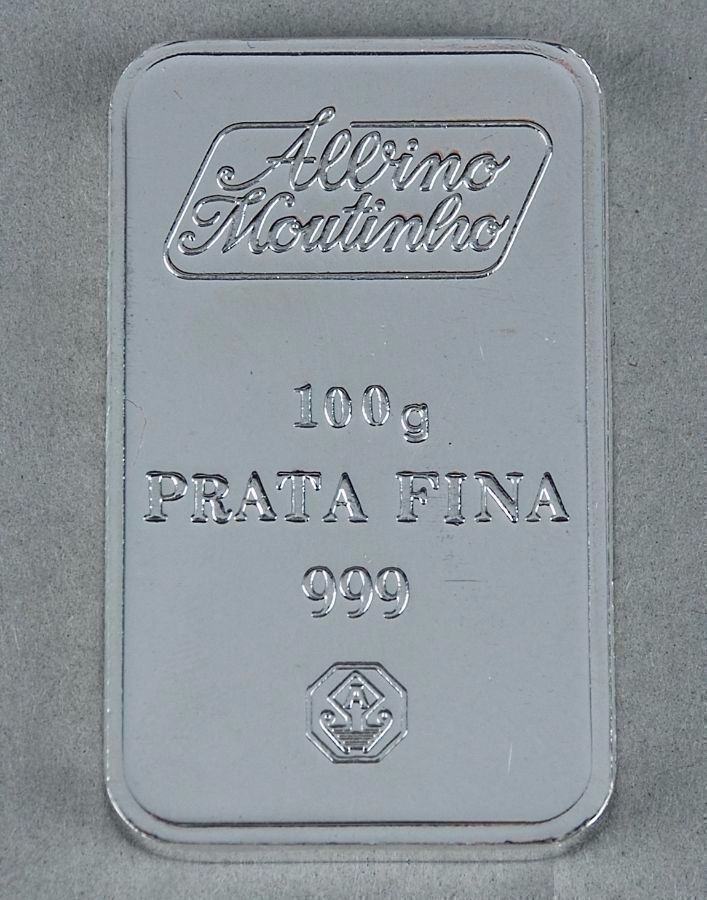 Albino
Moutinho
100g
PRATA FINA
999
A